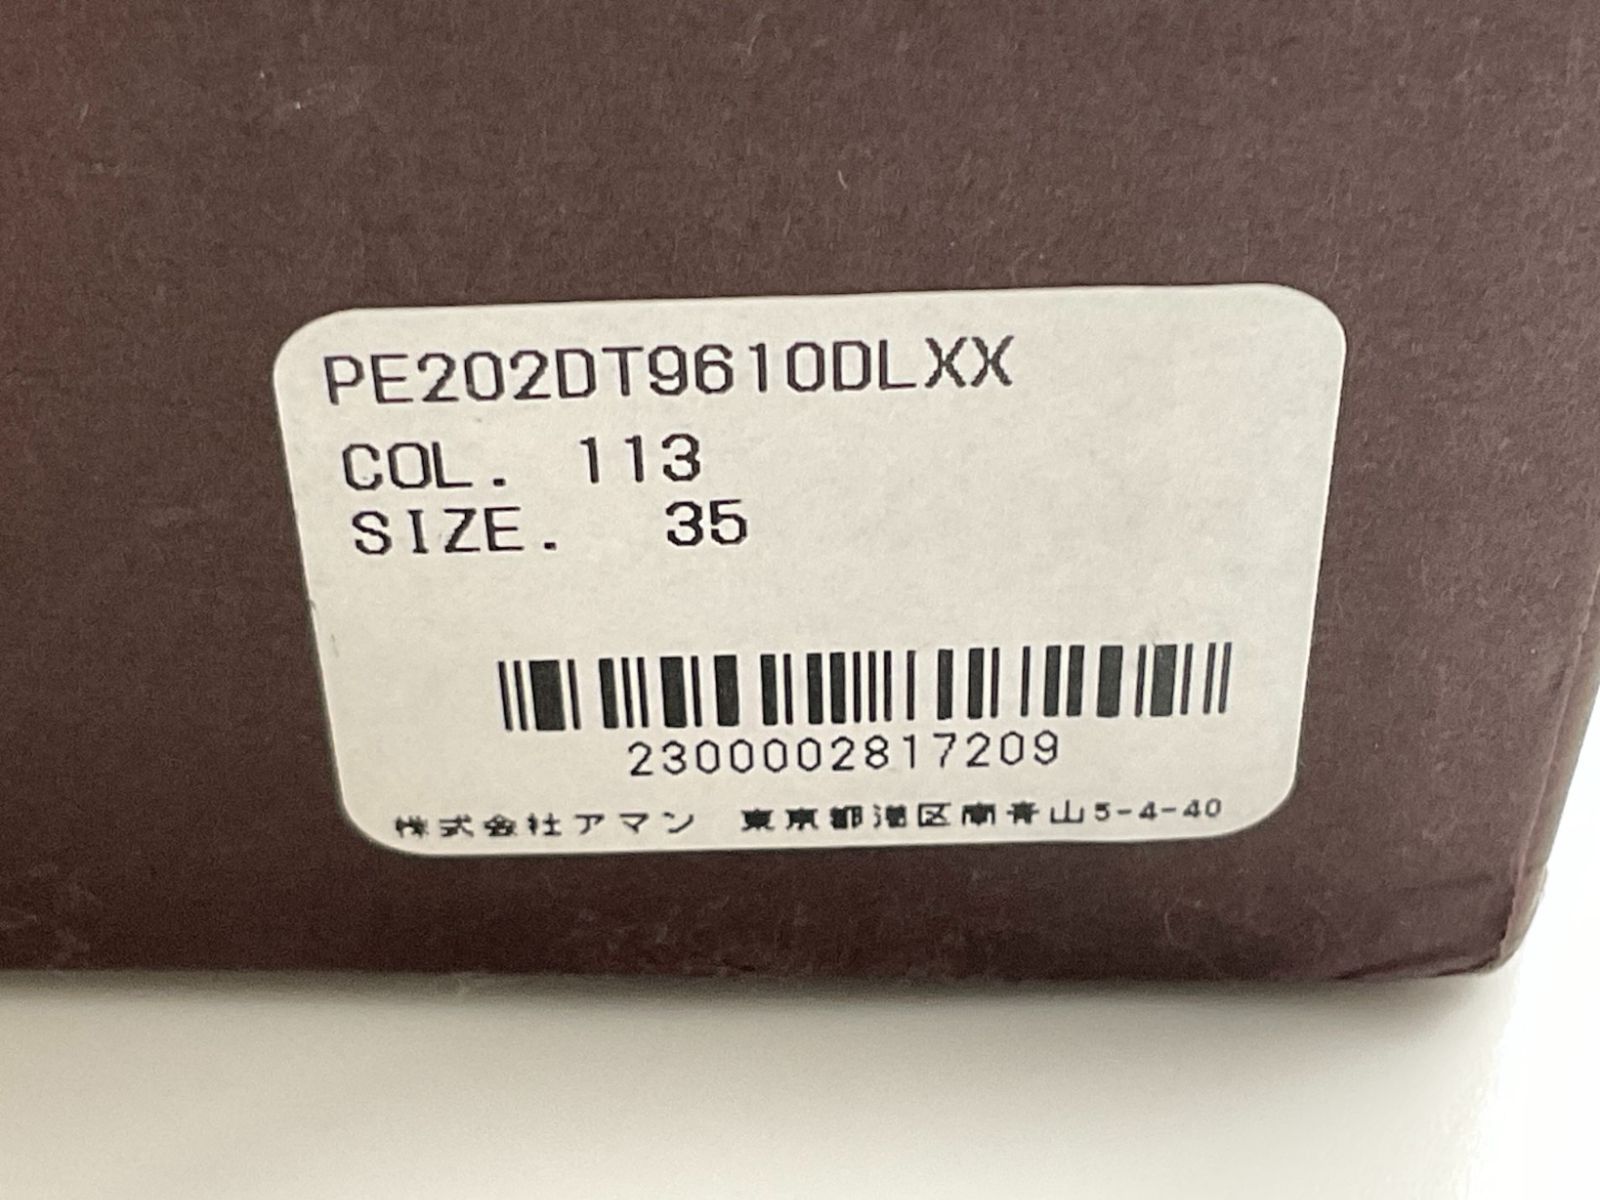 PE202DT9610DLXX
COL. 113
SIZE. 35
2300002817209
株式会社アマン 東京都港区南青山5-4-40